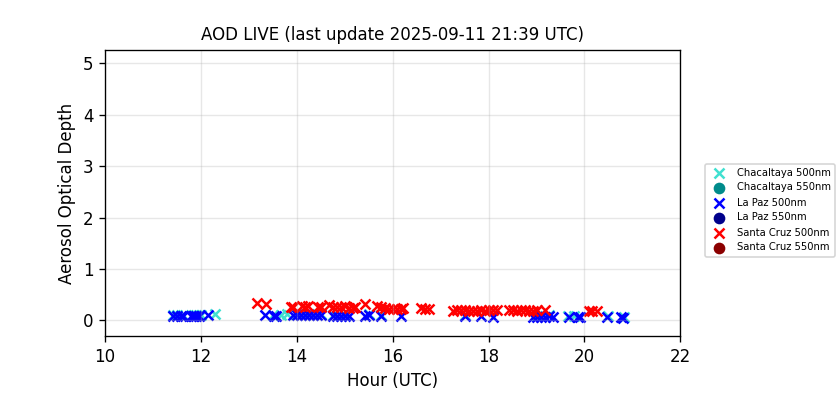 AOD LIVE (last update 2025-09-11 21:39 UTC)
5
4
3
2
1
0
Aerosol Optical Depth
10 12 14 16 18 20 22
Hour (UTC)
Chacaltaya 500nm
Chacaltaya 550nm
La Paz 500nm
La Paz 550nm
Santa Cruz 500nm
Santa Cruz 550nm